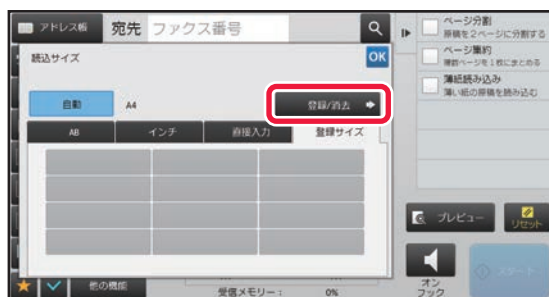 アドレス帳
宛先 ファックス番号
読込サイズ
OK
自動
A4
登録/消去
AB
インチ
直接入力
登録サイズ
他の機能
受信メモリー: 0%
ページ分割
原稿を2ページに分割する
ページ集約
複数ページを1枚にまとめる
薄紙読み込み
薄い紙の原稿を読み込む
プレビュー
リセット
オン
フック
スタート